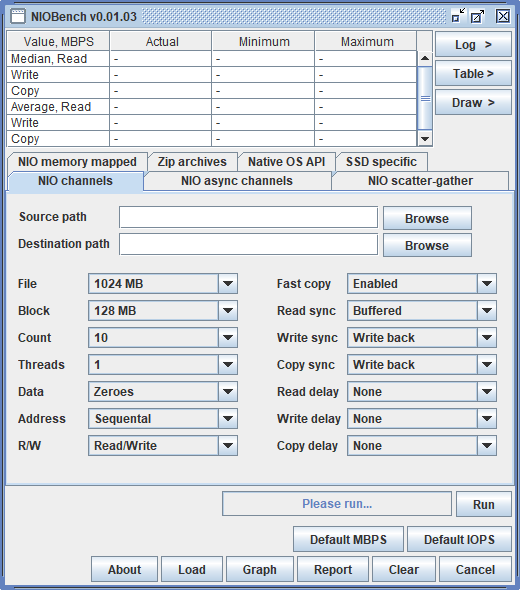 NIOBench v0.01.03
Value, MBPS Actual Minimum Maximum
Median, Read - - -
Write - - -
Copy - - -
Average, Read - - -
Write - - -
Copy - - -
Log >
Table >
Draw >
NIO memory mapped Zip archives Native OS API SSD specific
NIO channels NIO async channels NIO scatter-gather
Source path Browse
Destination path Browse
File 1024 MB Fast copy Enabled
Block 128 MB Read sync Buffered
Count 10 Write sync Write back
Threads 1 Copy sync Write back
Data Zeroes Read delay None
Address Sequental Write delay None
R/W Read/Write Copy delay None
Please run... Run
Default MBPS Default IOPS
About Load Graph Report Clear Cancel